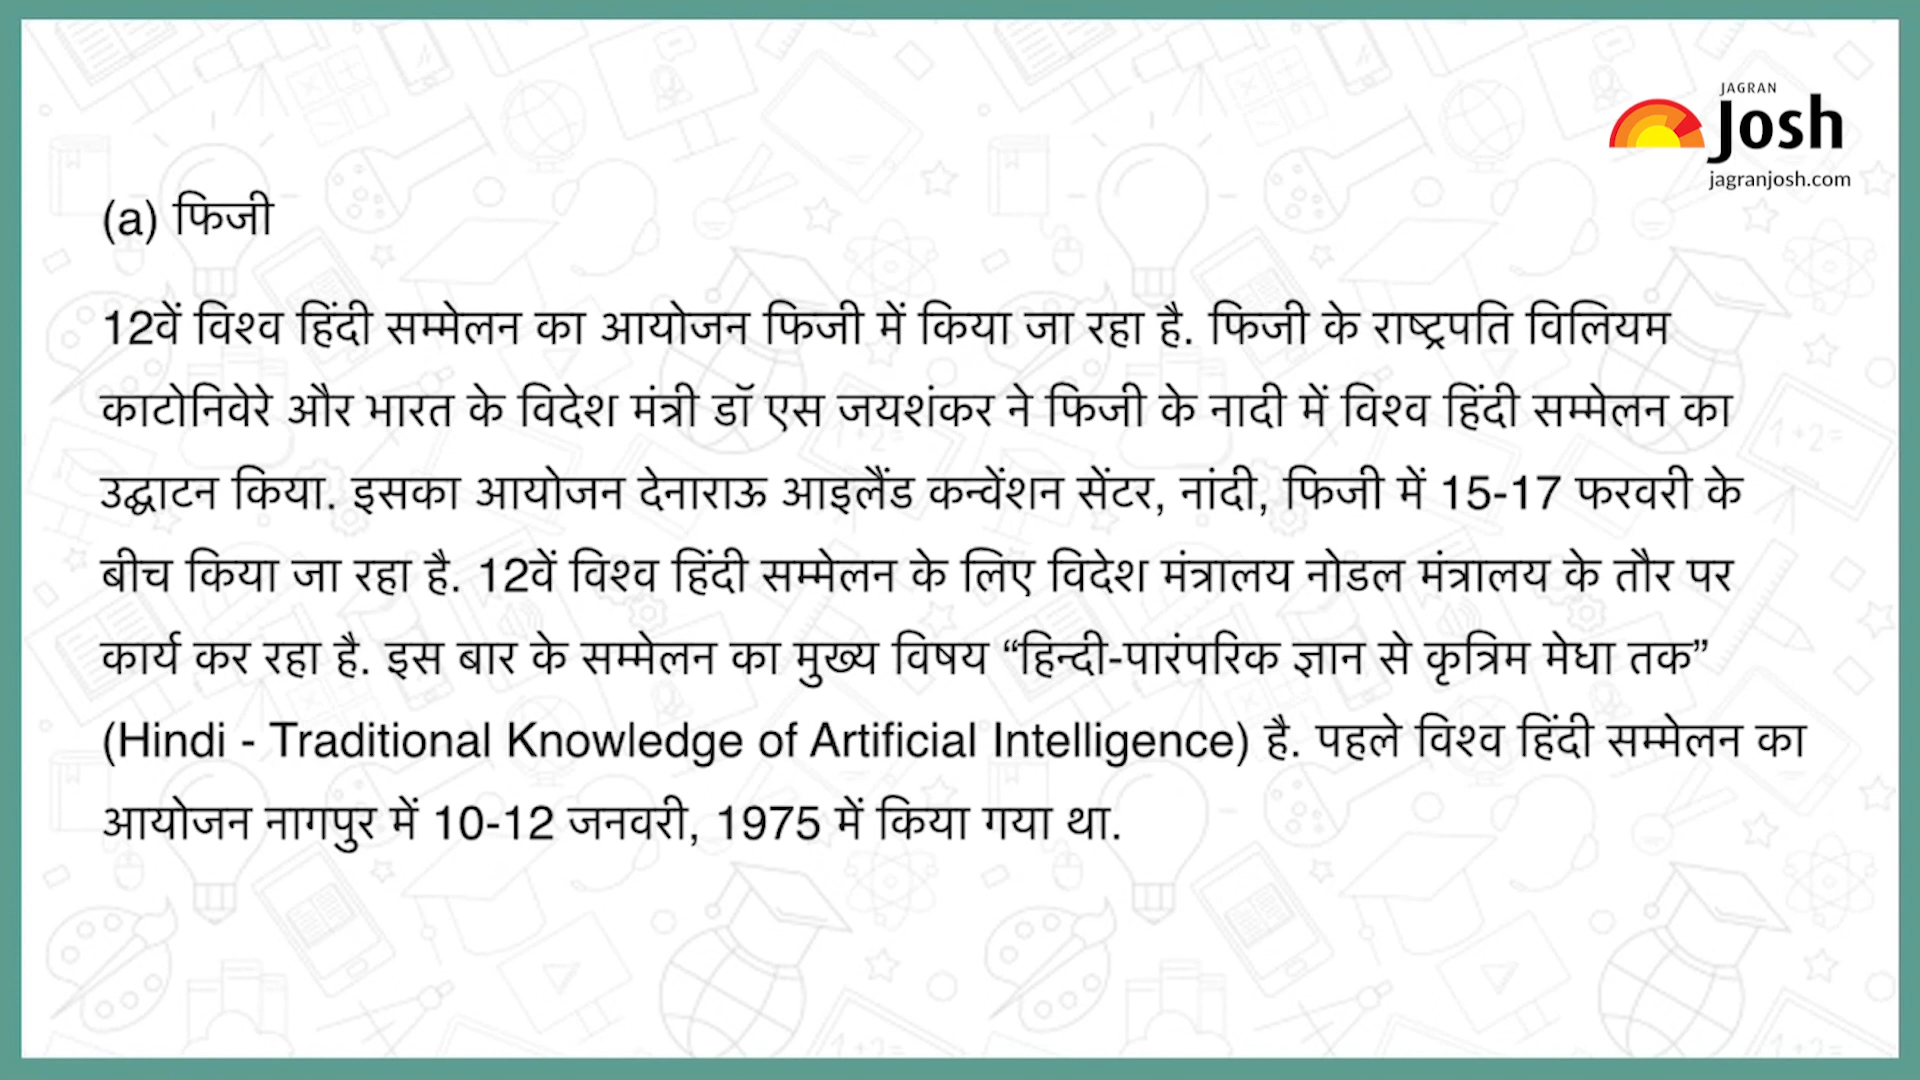 JAGRAN
Josh
jagranjosh.com
(a) फिजी
12वें विश्व हिंदी सम्मेलन का आयोजन फिजी में किया जा रहा है. फिजी के राष्ट्रपति विलियम
काटोनिवेरे और भारत के विदेश मंत्री डॉ एस जयशंकर ने फिजी के नादी में विश्व हिंदी सम्मेलन का
उद्घाटन किया. इसका आयोजन देनाराऊ आइलैंड कन्वेंशन सेंटर, नांदी, फिजी में 15-17 फरवरी के
बीच किया जा रहा है. 12वें विश्व हिंदी सम्मेलन के लिए विदेश मंत्रालय नोडल मंत्रालय के तौर पर
कार्य कर रहा है. इस बार के सम्मेलन का मुख्य विषय “हिन्दी-पारंपरिक ज्ञान से कृत्रिम मेधा तक”
(Hindi - Traditional Knowledge of Artificial Intelligence) है. पहले विश्व हिंदी सम्मेलन का
आयोजन नागपुर में 10-12 जनवरी, 1975 में किया गया था.